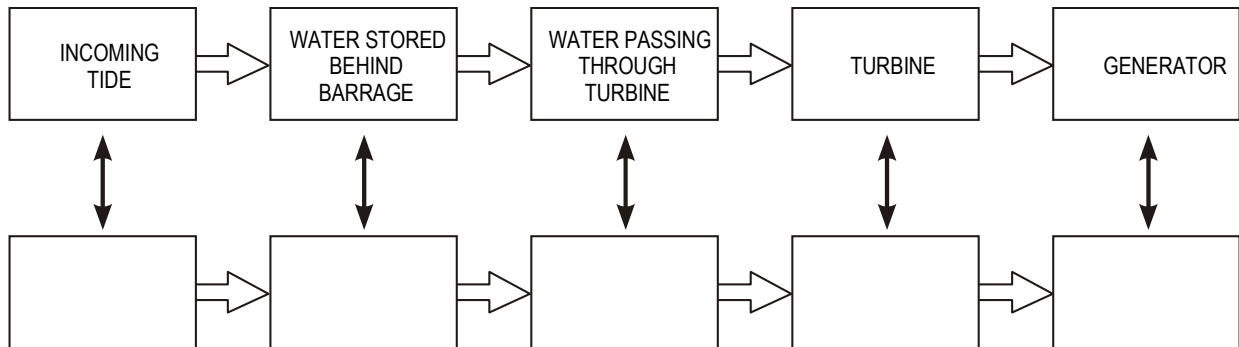 INCOMING
TIDE
WATER STORED
BEHIND
BARRAGE
WATER PASSING
THROUGH
TURBINE
TURBINE
GENERATOR